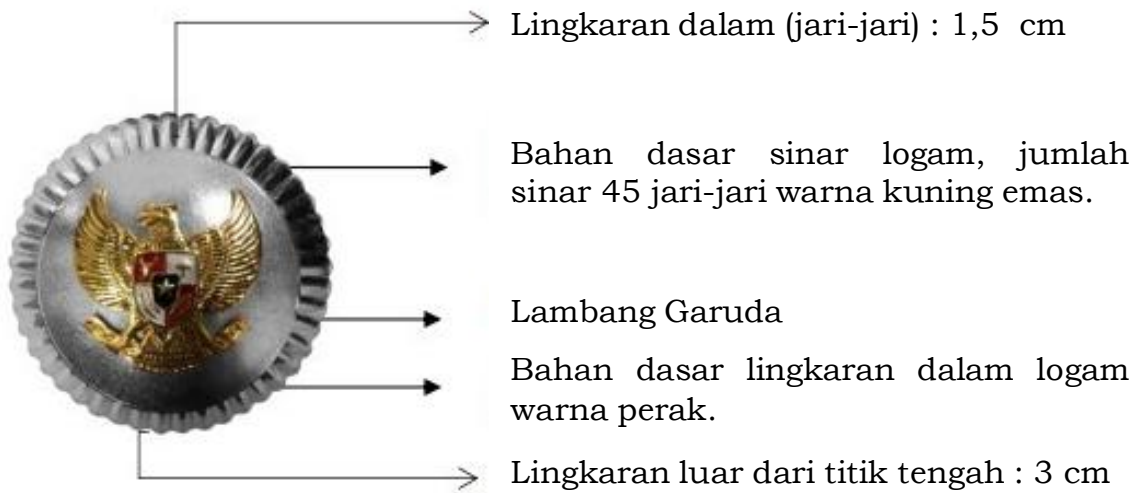 Lingkaran dalam (jari-jari) : 1,5 cm
Bahan dasar sinar logam, jumlah
sinar 45 jari-jari warna kuning emas.
Lambang Garuda
Bahan dasar lingkaran dalam logam
warna perak.
Lingkaran luar dari titik tengah : 3 cm